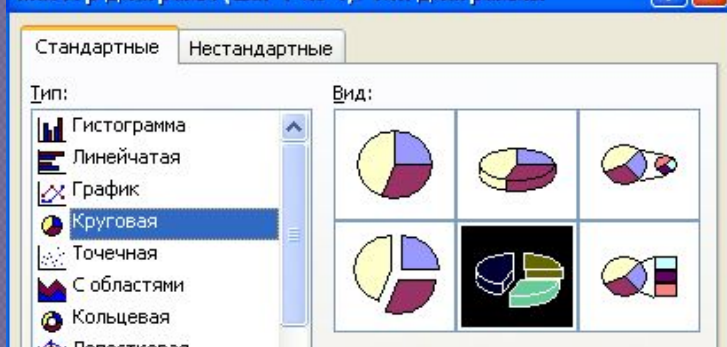 Стандартные
Нестандартные
Тип:
Вид:
Гистограмма
Линейчатая
График
Круговая
Точечная
С областями
Кольцевая